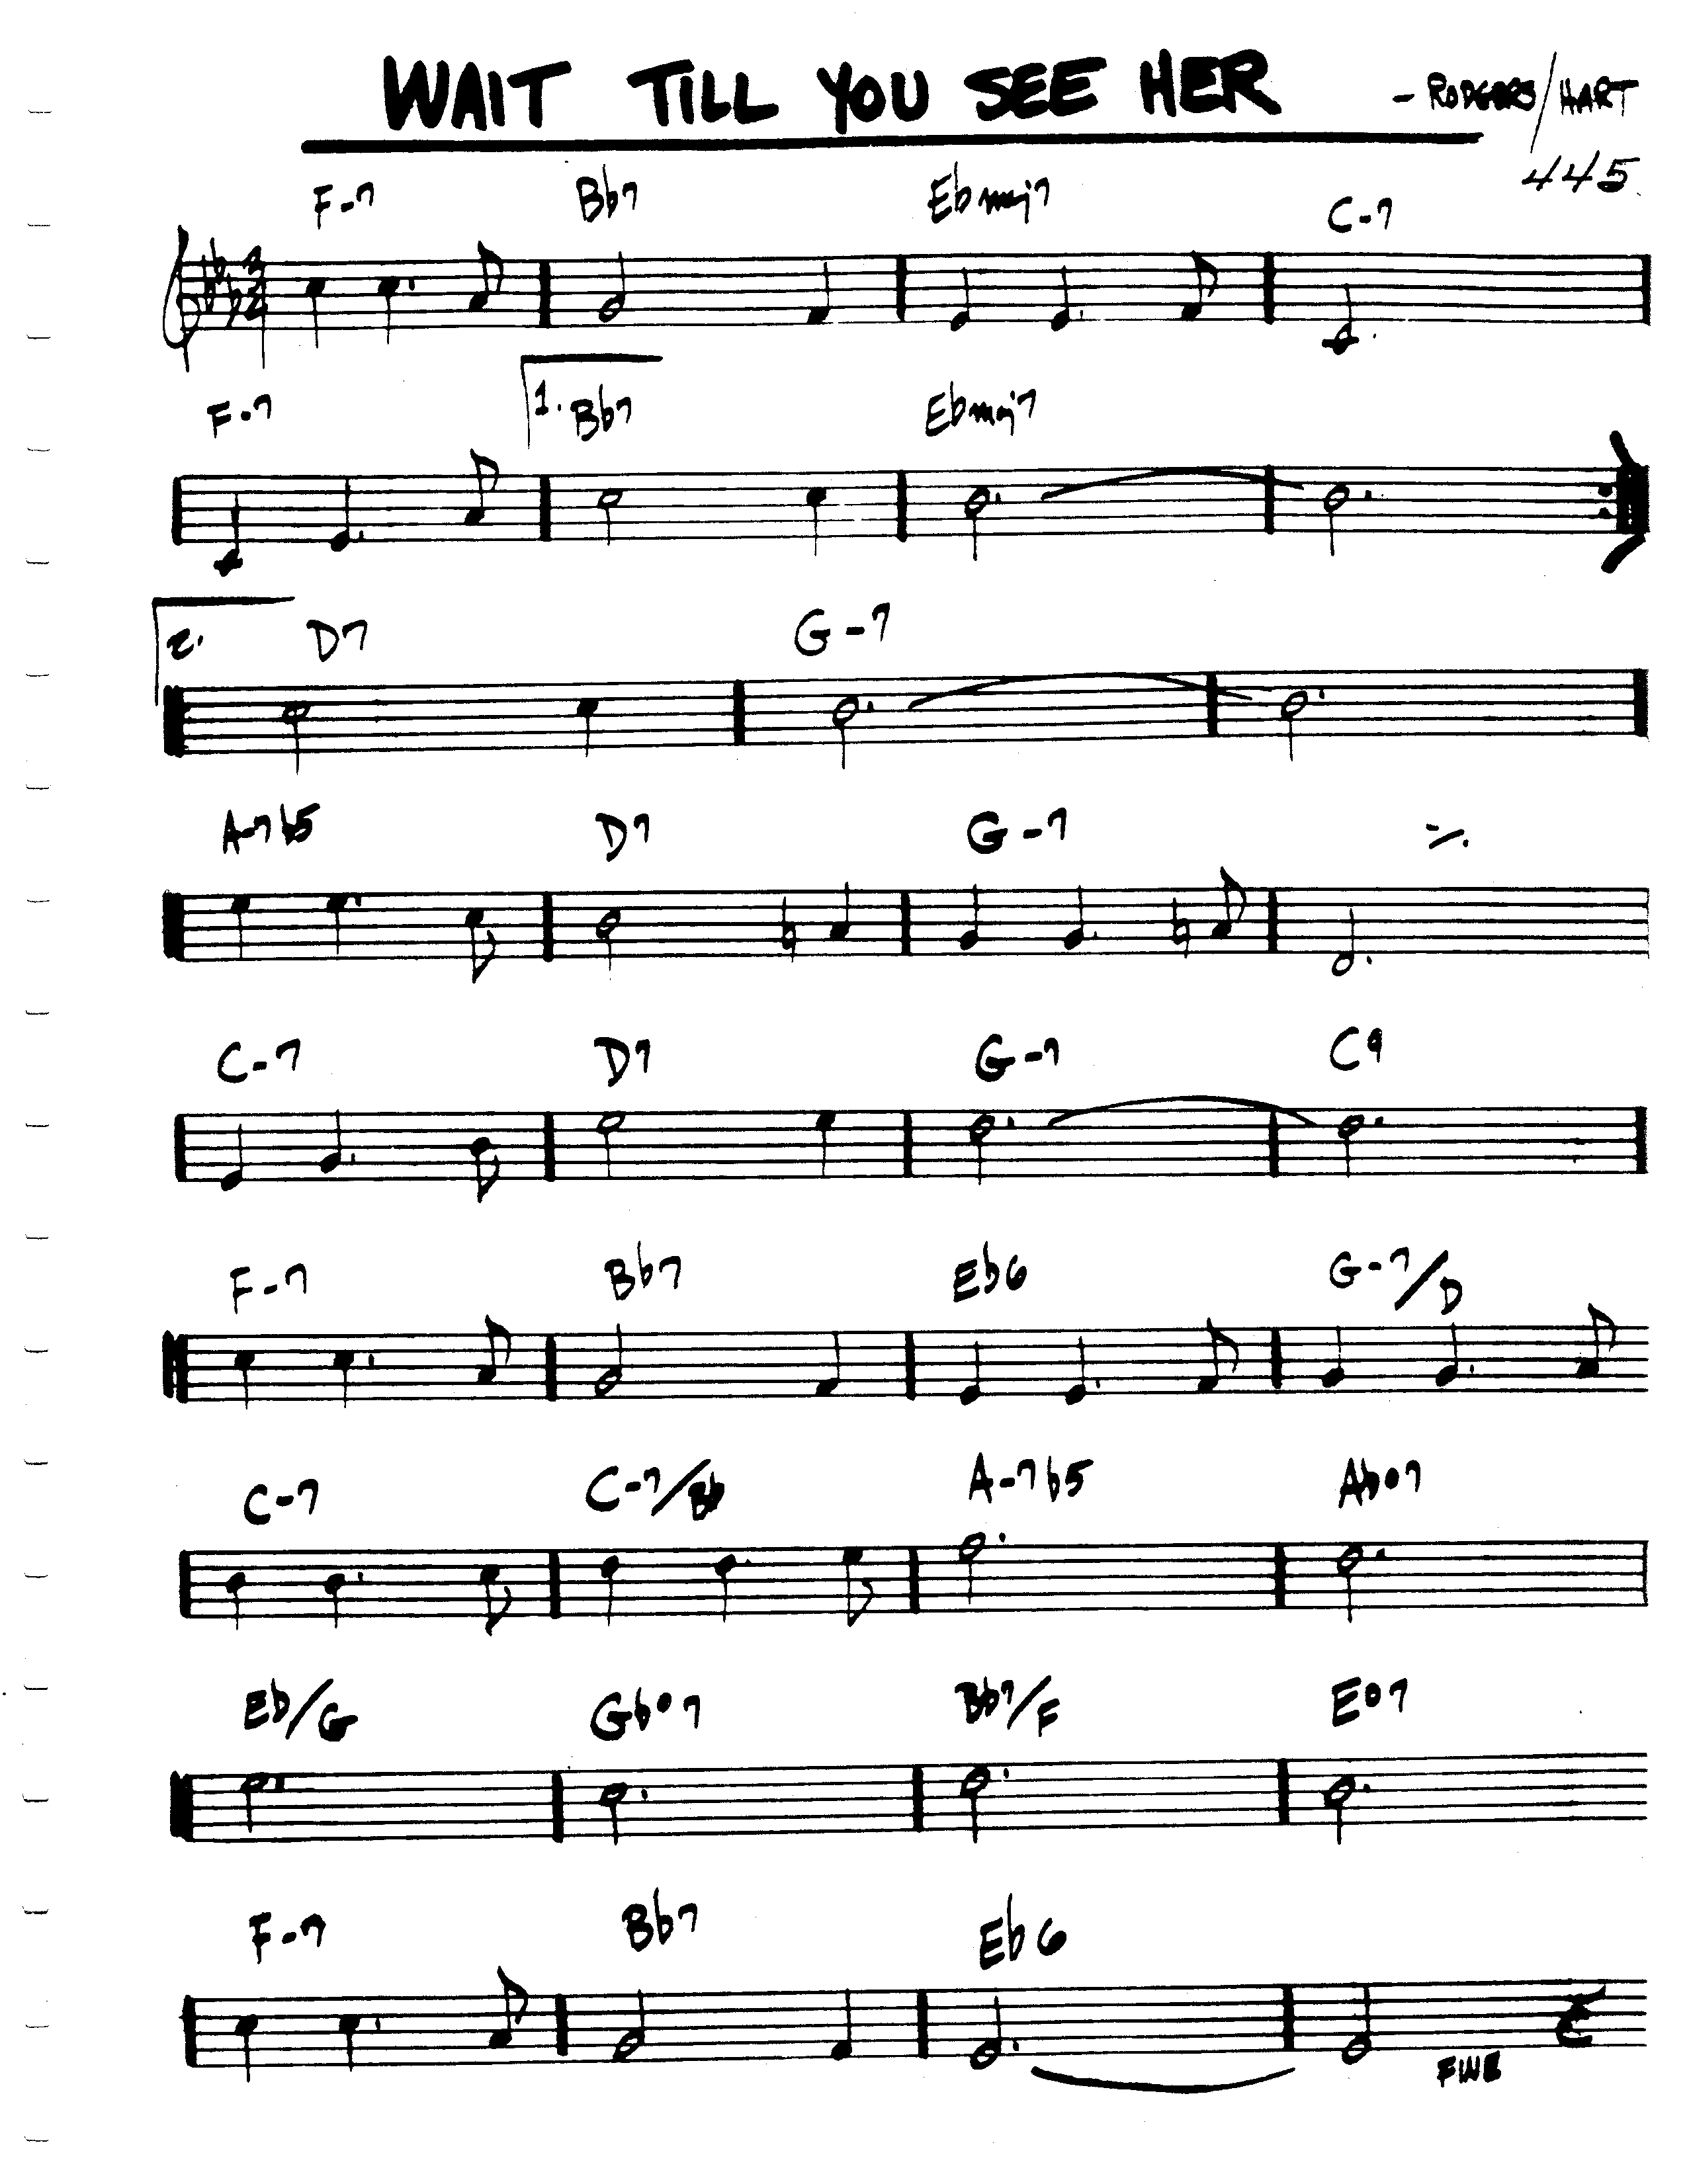 WAIT TILL YOU SEE HER - RODGERS/HART
445
F-7 Bb7 Ebmaj7 C-7
3/4
F-7 1. Bb7 Ebmaj7
2. D7 G-7
A-7b5 D7 G-7
C-7 D7 G-7 C9
F-7 Bb7 Eb6 G-7/D
C-7 C-7/Bb A-7b5 Abo7
Eb/G Gbo7 Bb7/F Eo7
F-7 Bb7 Eb6
FINE